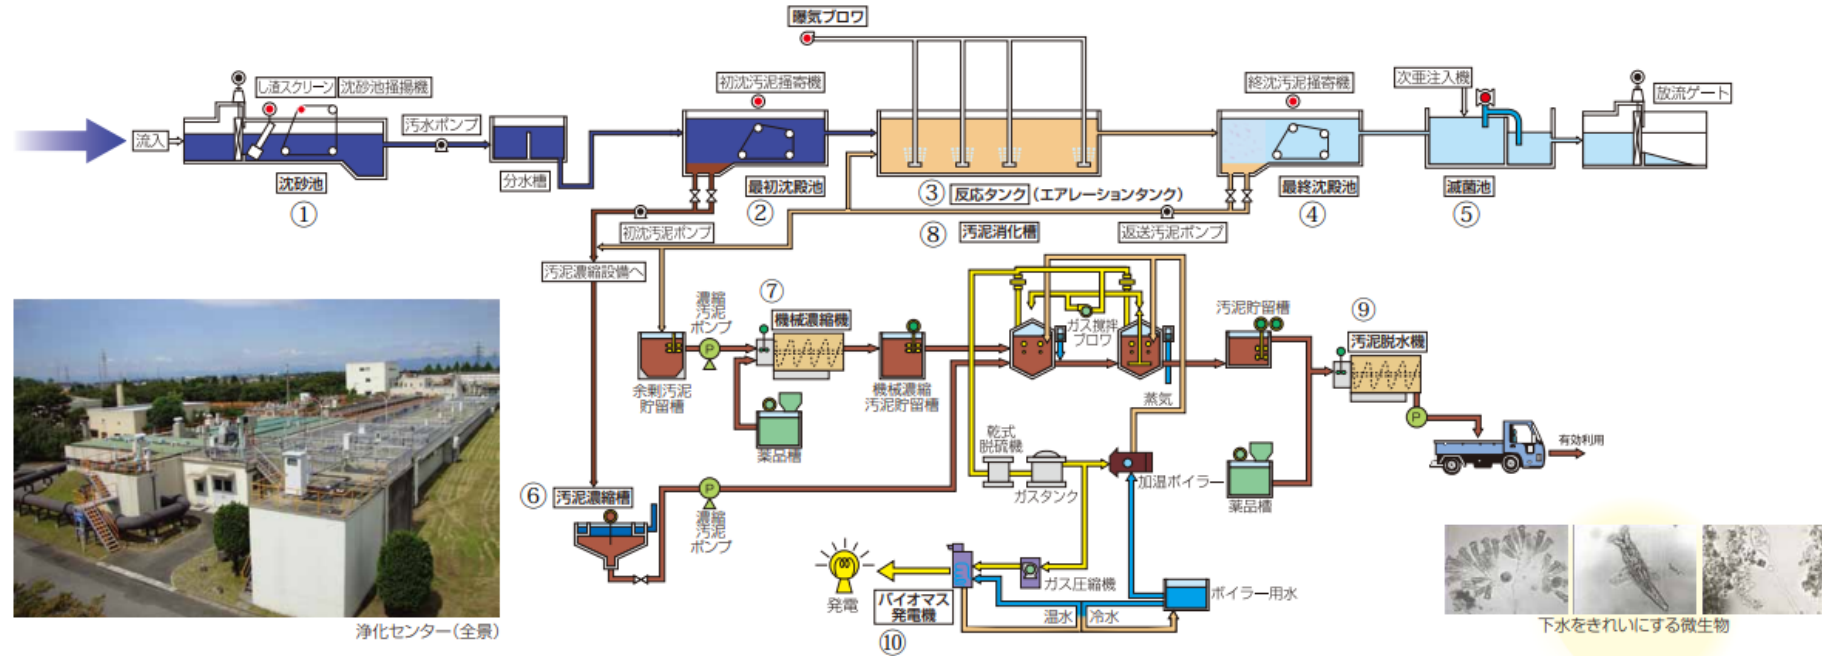 曝気ブロワ
し渣スクリーン
沈砂池掻揚機
初沈汚泥掻寄機
終沈汚泥掻寄機
次亜注入機
放流ゲート
流入
汚水ポンプ
分水槽
沈砂池
①
最初沈殿池
②
③ 反応タンク(エアレーションタンク)
最終沈殿池
④
滅菌池
⑤
初沈汚泥ポンプ
返送汚泥ポンプ
⑧ 汚泥消化槽
汚泥濃縮設備へ
濃縮
汚泥
ポンプ
P
⑦
機械濃縮機
余剰汚泥
貯留槽
薬品槽
機械濃縮
汚泥貯留槽
ガス撹拌
ブロワ
汚泥貯留槽
⑨
汚泥脱水機
P
有効利用
蒸気
乾式
脱硫機
ガスタンク
加温ボイラー
薬品槽
⑥ 汚泥濃縮槽
P
濃縮
汚泥
ポンプ
発電
バイオマス
発電機
⑩
ガス圧縮機
温水
冷水
ボイラー用水
浄化センター(全景)
下水をきれいにする微生物